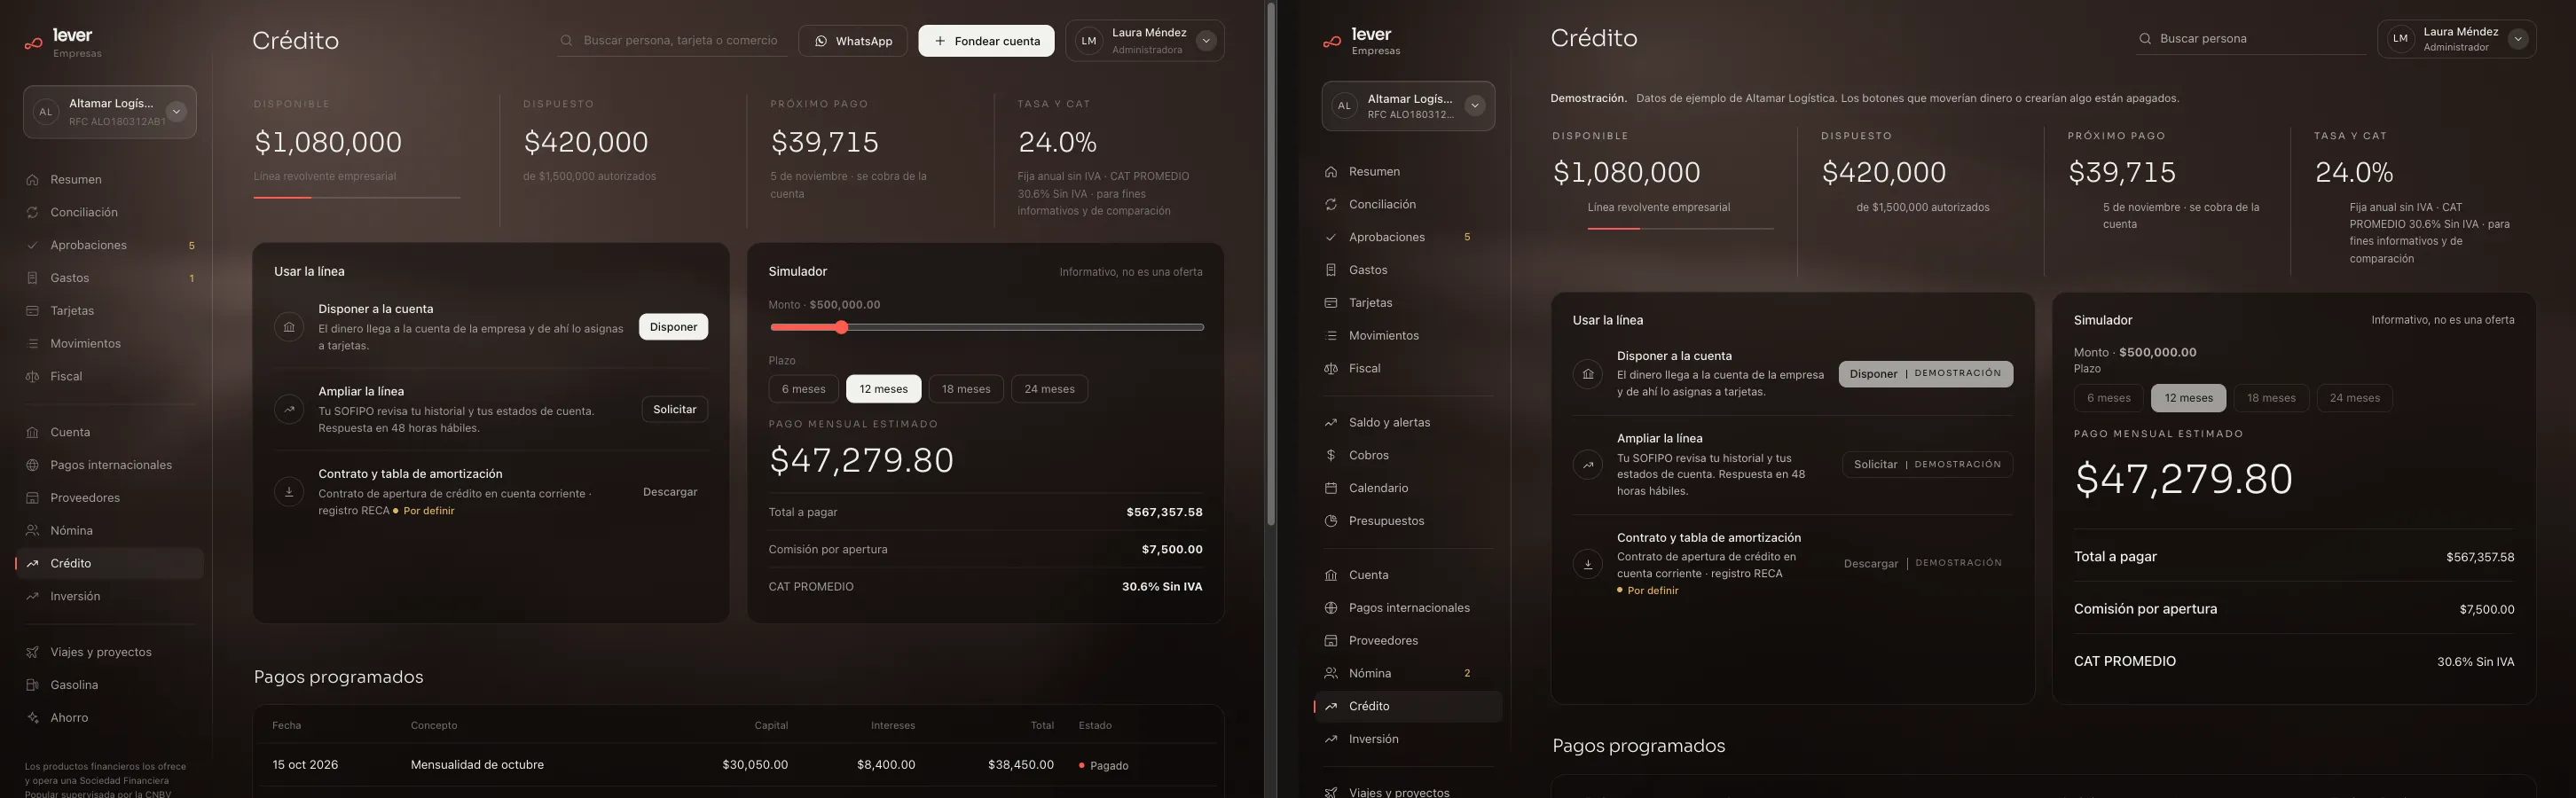 lever
Empresas
AL
Altamar Logís...
RFC ALO180312AB1
Resumen
Conciliación
Aprobaciones 5
Gastos 1
Tarjetas
Movimientos
Fiscal
Cuenta
Pagos internacionales
Proveedores
Nómina
Crédito
Inversión
Viajes y proyectos
Gasolina
Ahorro
Los productos financieros los ofrece
y opera una Sociedad Financiera
Popular supervisada por la CNBV
Crédito
Buscar persona, tarjeta o comercio
WhatsApp
+ Fondear cuenta
LM
Laura Méndez
Administradora
DISPONIBLE
$1,080,000
Línea revolvente empresarial
DISPUESTO
$420,000
de $1,500,000 autorizados
PRÓXIMO PAGO
$39,715
5 de noviembre · se cobra de la
cuenta
TASA Y CAT
24.0%
Fija anual sin IVA · CAT PROMEDIO
30.6% Sin IVA · para fines
informativos y de comparación
Usar la línea
Disponer a la cuenta
El dinero llega a la cuenta de la empresa y de ahí lo asignas
a tarjetas.
Disponer
Ampliar la línea
Tu SOFIPO revisa tu historial y tus estados de cuenta.
Respuesta en 48 horas hábiles.
Solicitar
Contrato y tabla de amortización
Contrato de apertura de crédito en cuenta corriente ·
registro RECA ● Por definir
Descargar
Simulador
Informativo, no es una oferta
Monto · $500,000.00
Plazo
6 meses
12 meses
18 meses
24 meses
PAGO MENSUAL ESTIMADO
$47,279.80
Total a pagar $567,357.58
Comisión por apertura $7,500.00
CAT PROMEDIO 30.6% Sin IVA
Pagos programados
Fecha Concepto Capital Intereses Total Estado
15 oct 2026 Mensualidad de octubre $30,050.00 $8,400.00 $38,450.00 ● Pagado
lever
Empresas
AL
Altamar Logís...
RFC ALO180312...
Resumen
Conciliación
Aprobaciones 5
Gastos
Tarjetas
Movimientos
Fiscal
Saldo y alertas
Cobros
Calendario
Presupuestos
Cuenta
Pagos internacionales
Proveedores
Nómina 2
Crédito
Inversión
Viajes y proyectos
Crédito
Buscar persona
LM
Laura Méndez
Administrador
Demostración. Datos de ejemplo de Altamar Logística. Los botones que moverían dinero o crearían algo están apagados.
DISPONIBLE
$1,080,000
Línea revolvente empresarial
DISPUESTO
$420,000
de $1,500,000 autorizados
PRÓXIMO PAGO
$39,715
5 de noviembre · se cobra de la
cuenta
TASA Y CAT
24.0%
Fija anual sin IVA · CAT
PROMEDIO 30.6% Sin IVA · para
fines informativos y de
comparación
Usar la línea
Disponer a la cuenta
El dinero llega a la cuenta de la empresa
y de ahí lo asignas a tarjetas.
Disponer | DEMOSTRACIÓN
Ampliar la línea
Tu SOFIPO revisa tu historial y tus
estados de cuenta. Respuesta en 48
horas hábiles.
Solicitar | DEMOSTRACIÓN
Contrato y tabla de amortización
Contrato de apertura de crédito en
cuenta corriente · registro RECA
● Por definir
Descargar | DEMOSTRACIÓN
Simulador
Informativo, no es una oferta
Monto · $500,000.00
Plazo
6 meses
12 meses
18 meses
24 meses
PAGO MENSUAL ESTIMADO
$47,279.80
Total a pagar $567,357.58
Comisión por apertura $7,500.00
CAT PROMEDIO 30.6% Sin IVA
Pagos programados